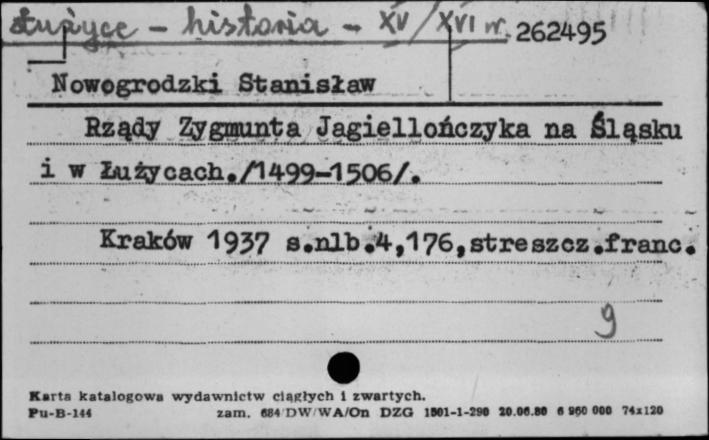 Łużyce - historia - XV/XVI w. 262495
Nowogrodzki Stanisław
Rządy Zygmunta Jagiellończyka na Śląsku
i w Łużycach./1499-1506/.
Kraków 1937 s.nlb.4,176,streszcz.franc.
9
Karta katalogowa wydawnictw ciągłych i zwartych.
Pu-B-144 zam. 684/DW/WA/On DZG 1801-1-290 20.06.80 6 960 000 74x120